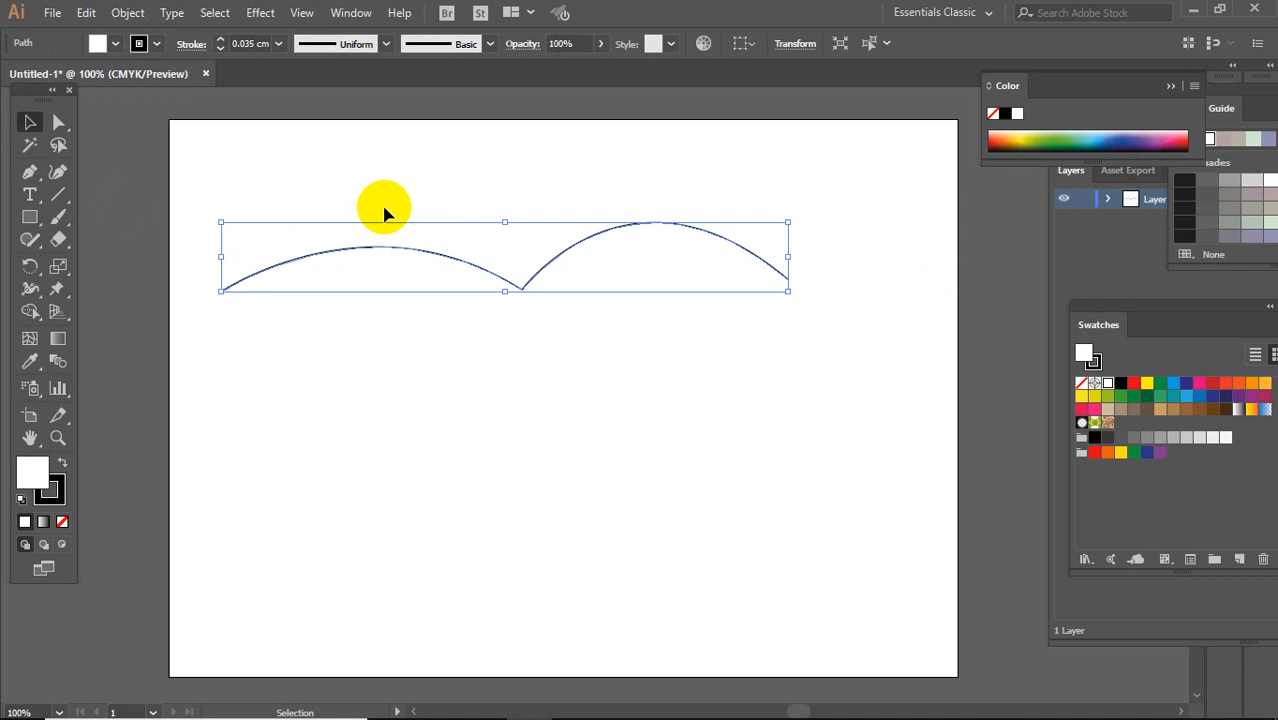 Ai File Edit Object Type Select Effect View Window Help Br St Essentials Classic Search Adobe Stock
Path Stroke: 0.035 cm Uniform Basic Opacity: 100% Style: Transform
Untitled-1* @ 100% (CMYK/Preview) ×
Color
Guide
Layers Asset Export
hades
Layer
None
Swatches
1 Layer
100% 1 Selection